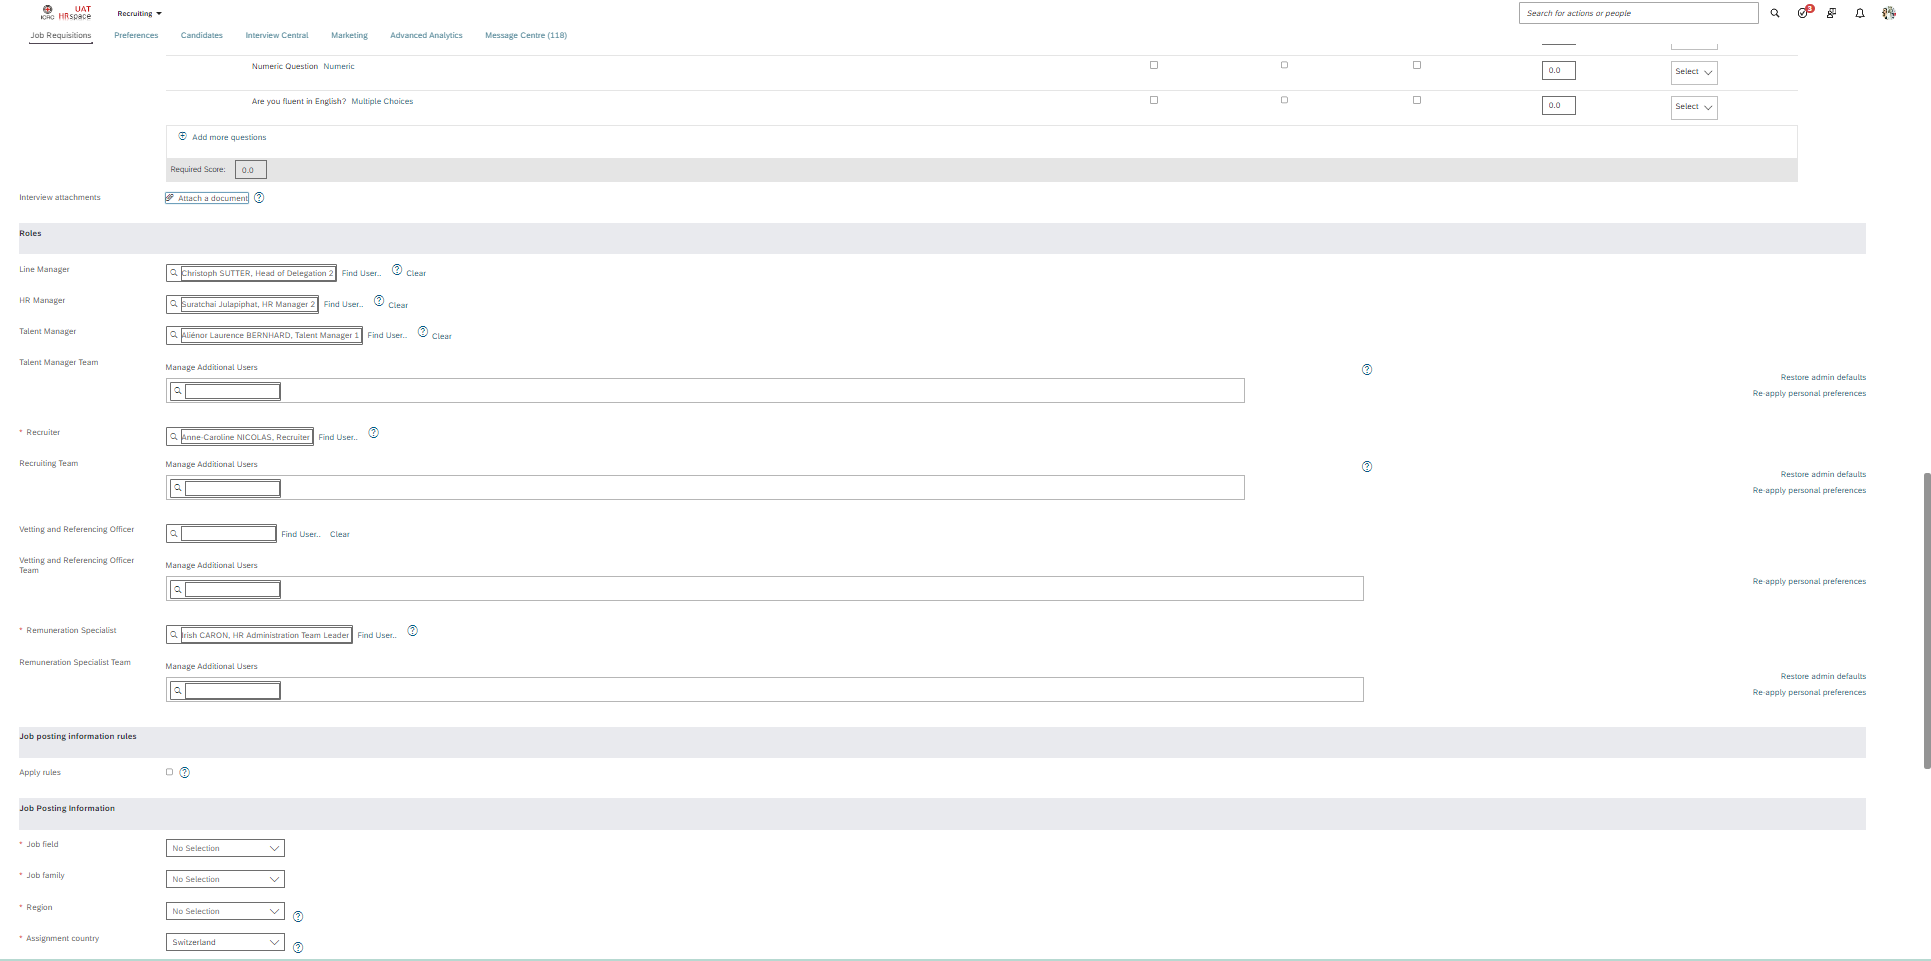 ICRC UAT HRspace Recruiting Search for actions or people 3
Job Requisitions Preferences Candidates Interview Central Marketing Advanced Analytics Message Centre (118)
Numeric Question Numeric 0.0 Select
Are you fluent in English? Multiple Choices 0.0 Select
Add more questions
Required Score: 0.0
Interview attachments Attach a document ?
Roles
Line Manager Christoph SUTTER, Head of Delegation 2 Find User.. ? Clear
HR Manager Suratchai Julapiphat, HR Manager 2 Find User.. ? Clear
Talent Manager Aliénor Laurence BERNHARD, Talent Manager 1 Find User.. ? Clear
Talent Manager Team Manage Additional Users ?
Restore admin defaults
Re-apply personal preferences
* Recruiter Anne-Caroline NICOLAS, Recruiter Find User.. ?
Recruiting Team Manage Additional Users ?
Restore admin defaults
Re-apply personal preferences
Vetting and Referencing Officer Find User.. Clear
Vetting and Referencing Officer Team Manage Additional Users
Re-apply personal preferences
* Remuneration Specialist Irish CARON, HR Administration Team Leader Find User.. ?
Remuneration Specialist Team Manage Additional Users
Restore admin defaults
Re-apply personal preferences
Job posting information rules
Apply rules ?
Job Posting Information
* Job field No Selection
* Job family No Selection
* Region No Selection ?
* Assignment country Switzerland ?